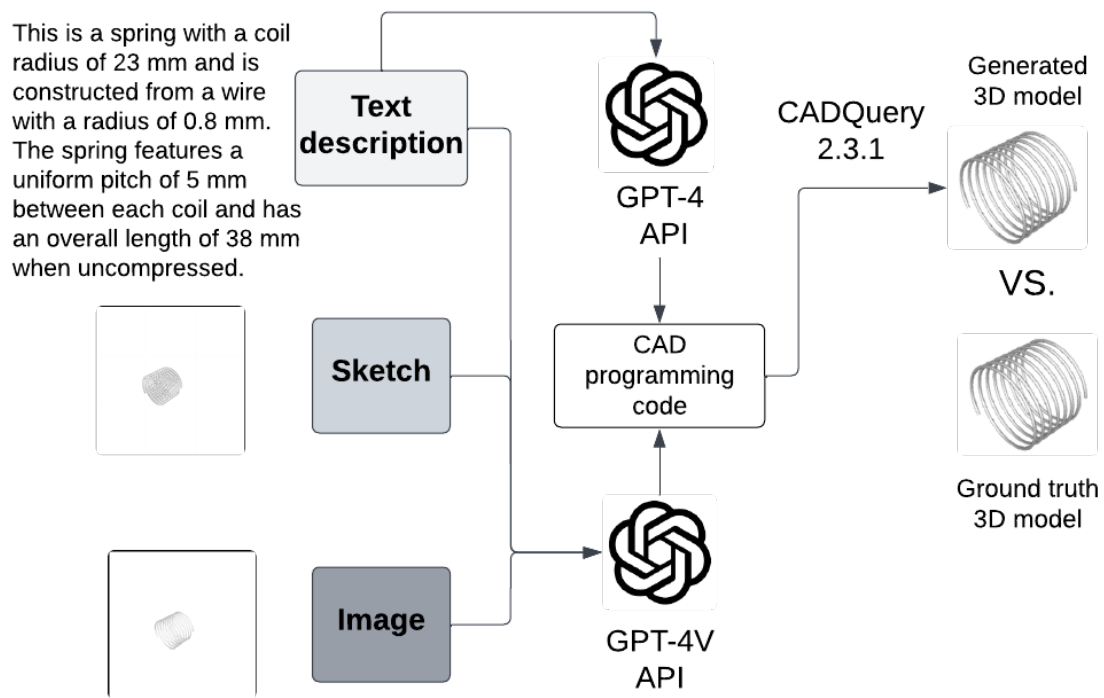 This is a spring with a coil
radius of 23 mm and is
constructed from a wire
with a radius of 0.8 mm.
The spring features a
uniform pitch of 5 mm
between each coil and has
an overall length of 38 mm
when uncompressed.
Text
description
Sketch
Image
GPT-4
API
CAD
programming
code
GPT-4V
API
CADQuery
2.3.1
Generated
3D model
VS.
Ground truth
3D model